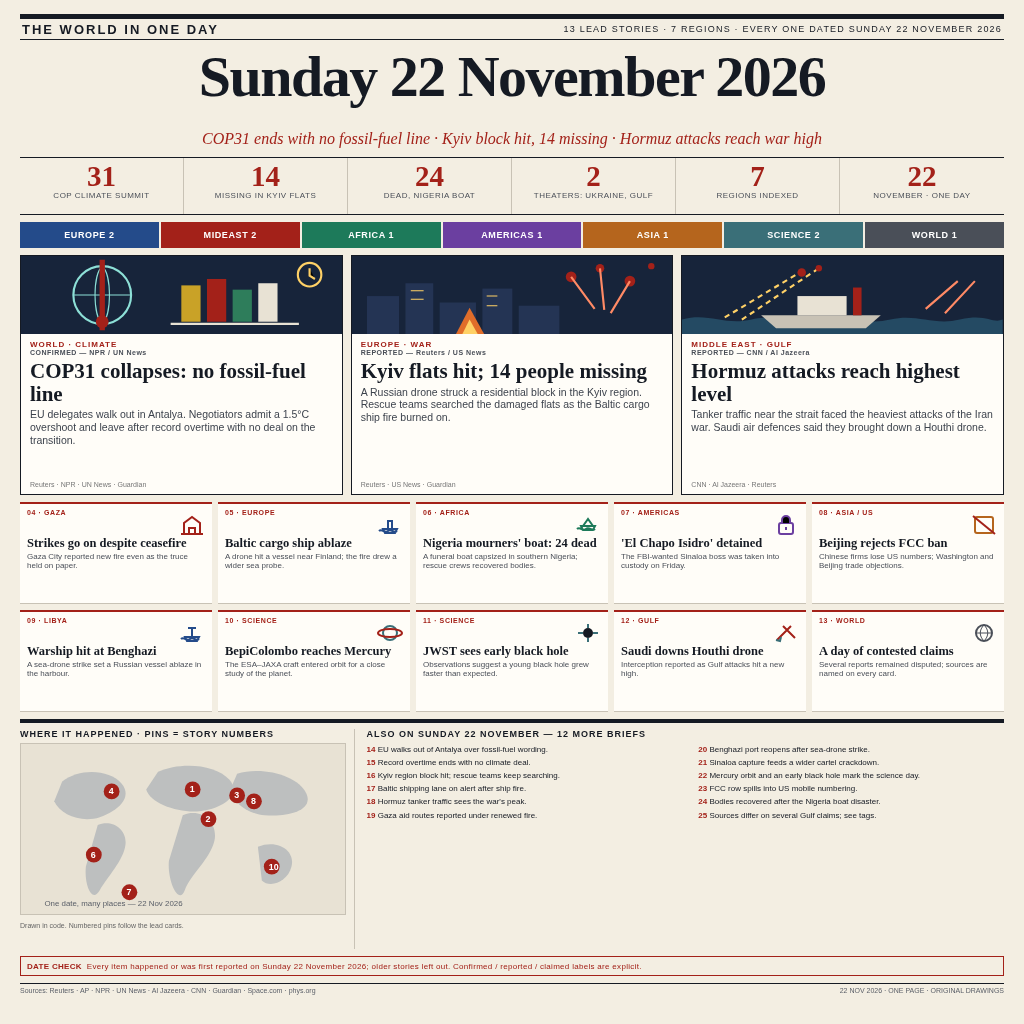 THE WORLD IN ONE DAY
13 LEAD STORIES · 7 REGIONS · EVERY ONE DATED SUNDAY 22 NOVEMBER 2026
Sunday 22 November 2026
COP31 ends with no fossil-fuel line · Kyiv block hit, 14 missing · Hormuz attacks reach war high
31
COP CLIMATE SUMMIT
14
MISSING IN KYIV FLATS
24
DEAD, NIGERIA BOAT
2
THEATERS: UKRAINE, GULF
7
REGIONS INDEXED
22
NOVEMBER · ONE DAY
EUROPE 2
MIDEAST 2
AFRICA 1
AMERICAS 1
ASIA 1
SCIENCE 2
WORLD 1
WORLD · CLIMATE
CONFIRMED — NPR / UN News
COP31 collapses: no fossil-fuel
line
EU delegates walk out in Antalya. Negotiators admit a 1.5°C
overshoot and leave after record overtime with no deal on the
transition.
Reuters · NPR · UN News · Guardian
EUROPE · WAR
REPORTED — Reuters / US News
Kyiv flats hit; 14 people missing
A Russian drone struck a residential block in the Kyiv region.
Rescue teams searched the damaged flats as the Baltic cargo
ship fire burned on.
Reuters · US News · Guardian
MIDDLE EAST · GULF
REPORTED — CNN / Al Jazeera
Hormuz attacks reach highest
level
Tanker traffic near the strait faced the heaviest attacks of the Iran
war. Saudi air defences said they brought down a Houthi drone.
CNN · Al Jazeera · Reuters
04 · GAZA
Strikes go on despite ceasefire
Gaza City reported new fire even as the truce
held on paper.
05 · EUROPE
Baltic cargo ship ablaze
A drone hit a vessel near Finland; the fire drew a
wider sea probe.
06 · AFRICA
Nigeria mourners' boat: 24 dead
A funeral boat capsized in southern Nigeria;
rescue crews recovered bodies.
07 · AMERICAS
'El Chapo Isidro' detained
The FBI-wanted Sinaloa boss was taken into
custody on Friday.
08 · ASIA / US
Beijing rejects FCC ban
Chinese firms lose US numbers; Washington and
Beijing trade objections.
09 · LIBYA
Warship hit at Benghazi
A sea-drone strike set a Russian vessel ablaze in
the harbour.
10 · SCIENCE
BepiColombo reaches Mercury
The ESA–JAXA craft entered orbit for a close
study of the planet.
11 · SCIENCE
JWST sees early black hole
Observations suggest a young black hole grew
faster than expected.
12 · GULF
Saudi downs Houthi drone
Interception reported as Gulf attacks hit a new
high.
13 · WORLD
A day of contested claims
Several reports remained disputed; sources are
named on every card.
WHERE IT HAPPENED · PINS = STORY NUMBERS
4
1
3
8
2
6
10
7
One date, many places — 22 Nov 2026
Drawn in code. Numbered pins follow the lead cards.
ALSO ON SUNDAY 22 NOVEMBER — 12 MORE BRIEFS
14 EU walks out of Antalya over fossil-fuel wording.
15 Record overtime ends with no climate deal.
16 Kyiv region block hit; rescue teams keep searching.
17 Baltic shipping lane on alert after ship fire.
18 Hormuz tanker traffic sees the war's peak.
19 Gaza aid routes reported under renewed fire.
20 Benghazi port reopens after sea-drone strike.
21 Sinaloa capture feeds a wider cartel crackdown.
22 Mercury orbit and an early black hole mark the science day.
23 FCC row spills into US mobile numbering.
24 Bodies recovered after the Nigeria boat disaster.
25 Sources differ on several Gulf claims; see tags.
DATE CHECK Every item happened or was first reported on Sunday 22 November 2026; older stories left out. Confirmed / reported / claimed labels are explicit.
Sources: Reuters · AP · NPR · UN News · Al Jazeera · CNN · Guardian · Space.com · phys.org
22 NOV 2026 · ONE PAGE · ORIGINAL DRAWINGS